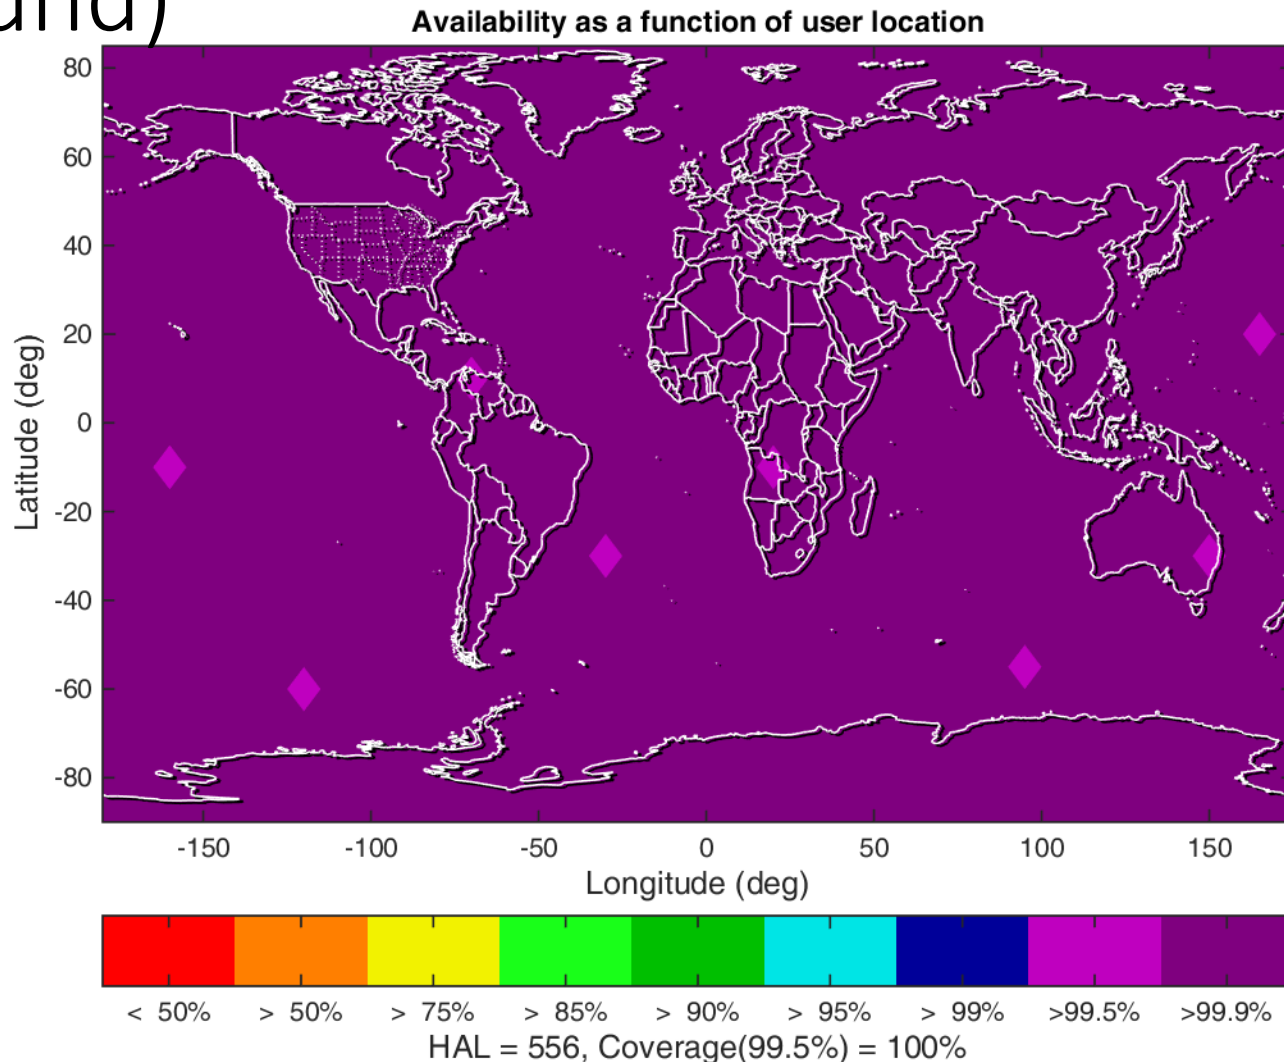 und)
Availability as a function of user location
80
60
40
20
0
-20
-40
-60
-80
Latitude (deg)
-150 -100 -50 0 50 100 150
Longitude (deg)
< 50% > 50% > 75% > 85% > 90% > 95% > 99% >99.5% >99.9%
HAL = 556, Coverage(99.5%) = 100%